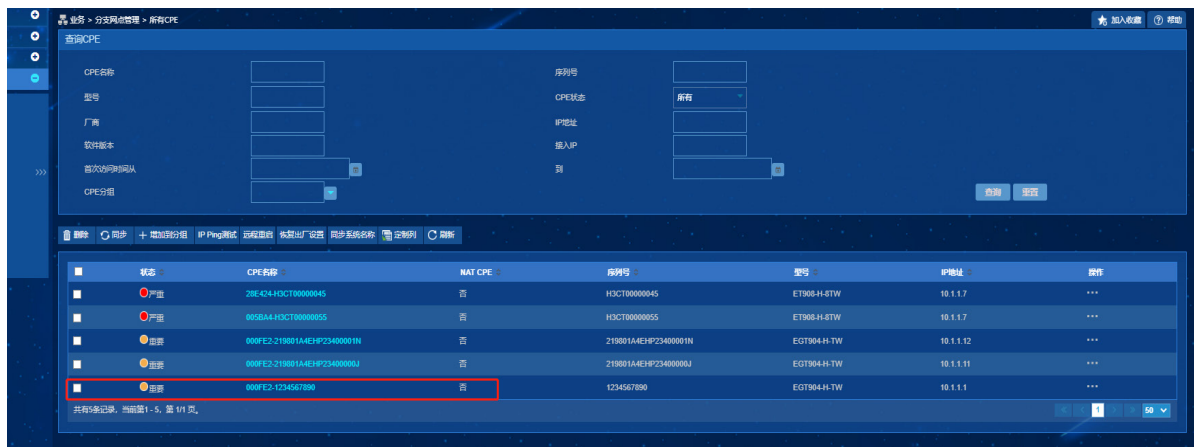 业务 > 分支网点管理 > 所有CPE
加入收藏 帮助
查询CPE
CPE名称 序列号
型号 CPE状态 所有
厂商 IP地址
软件版本 接入IP
首次访问时间从 到
CPE分组
查询 重置
删除 同步 增加到分组 IP Ping测试 远程重启 恢复出厂设置 同步系统名称 定制列 刷新
状态 CPE名称 NAT CPE 序列号 型号 IP地址 操作
严重 28E424-H3CT00000045 否 H3CT00000045 ET908-H-8TW 10.1.1.7 ...
严重 005BA4-H3CT00000055 否 H3CT00000055 ET908-H-8TW 10.1.1.7 ...
重要 000FE2-219801A4EHP23400001N 否 219801A4EHP23400001N EGT904-H-TW 10.1.1.12 ...
重要 000FE2-219801A4EHP23400000J 否 219801A4EHP23400000J EGT904-H-TW 10.1.1.11 ...
重要 000FE2-1234567890 否 1234567890 EGT904-H-TW 10.1.1.1 ...
共有5条记录, 当前第1 - 5, 第 1/1 页。 « < 1 > » 50